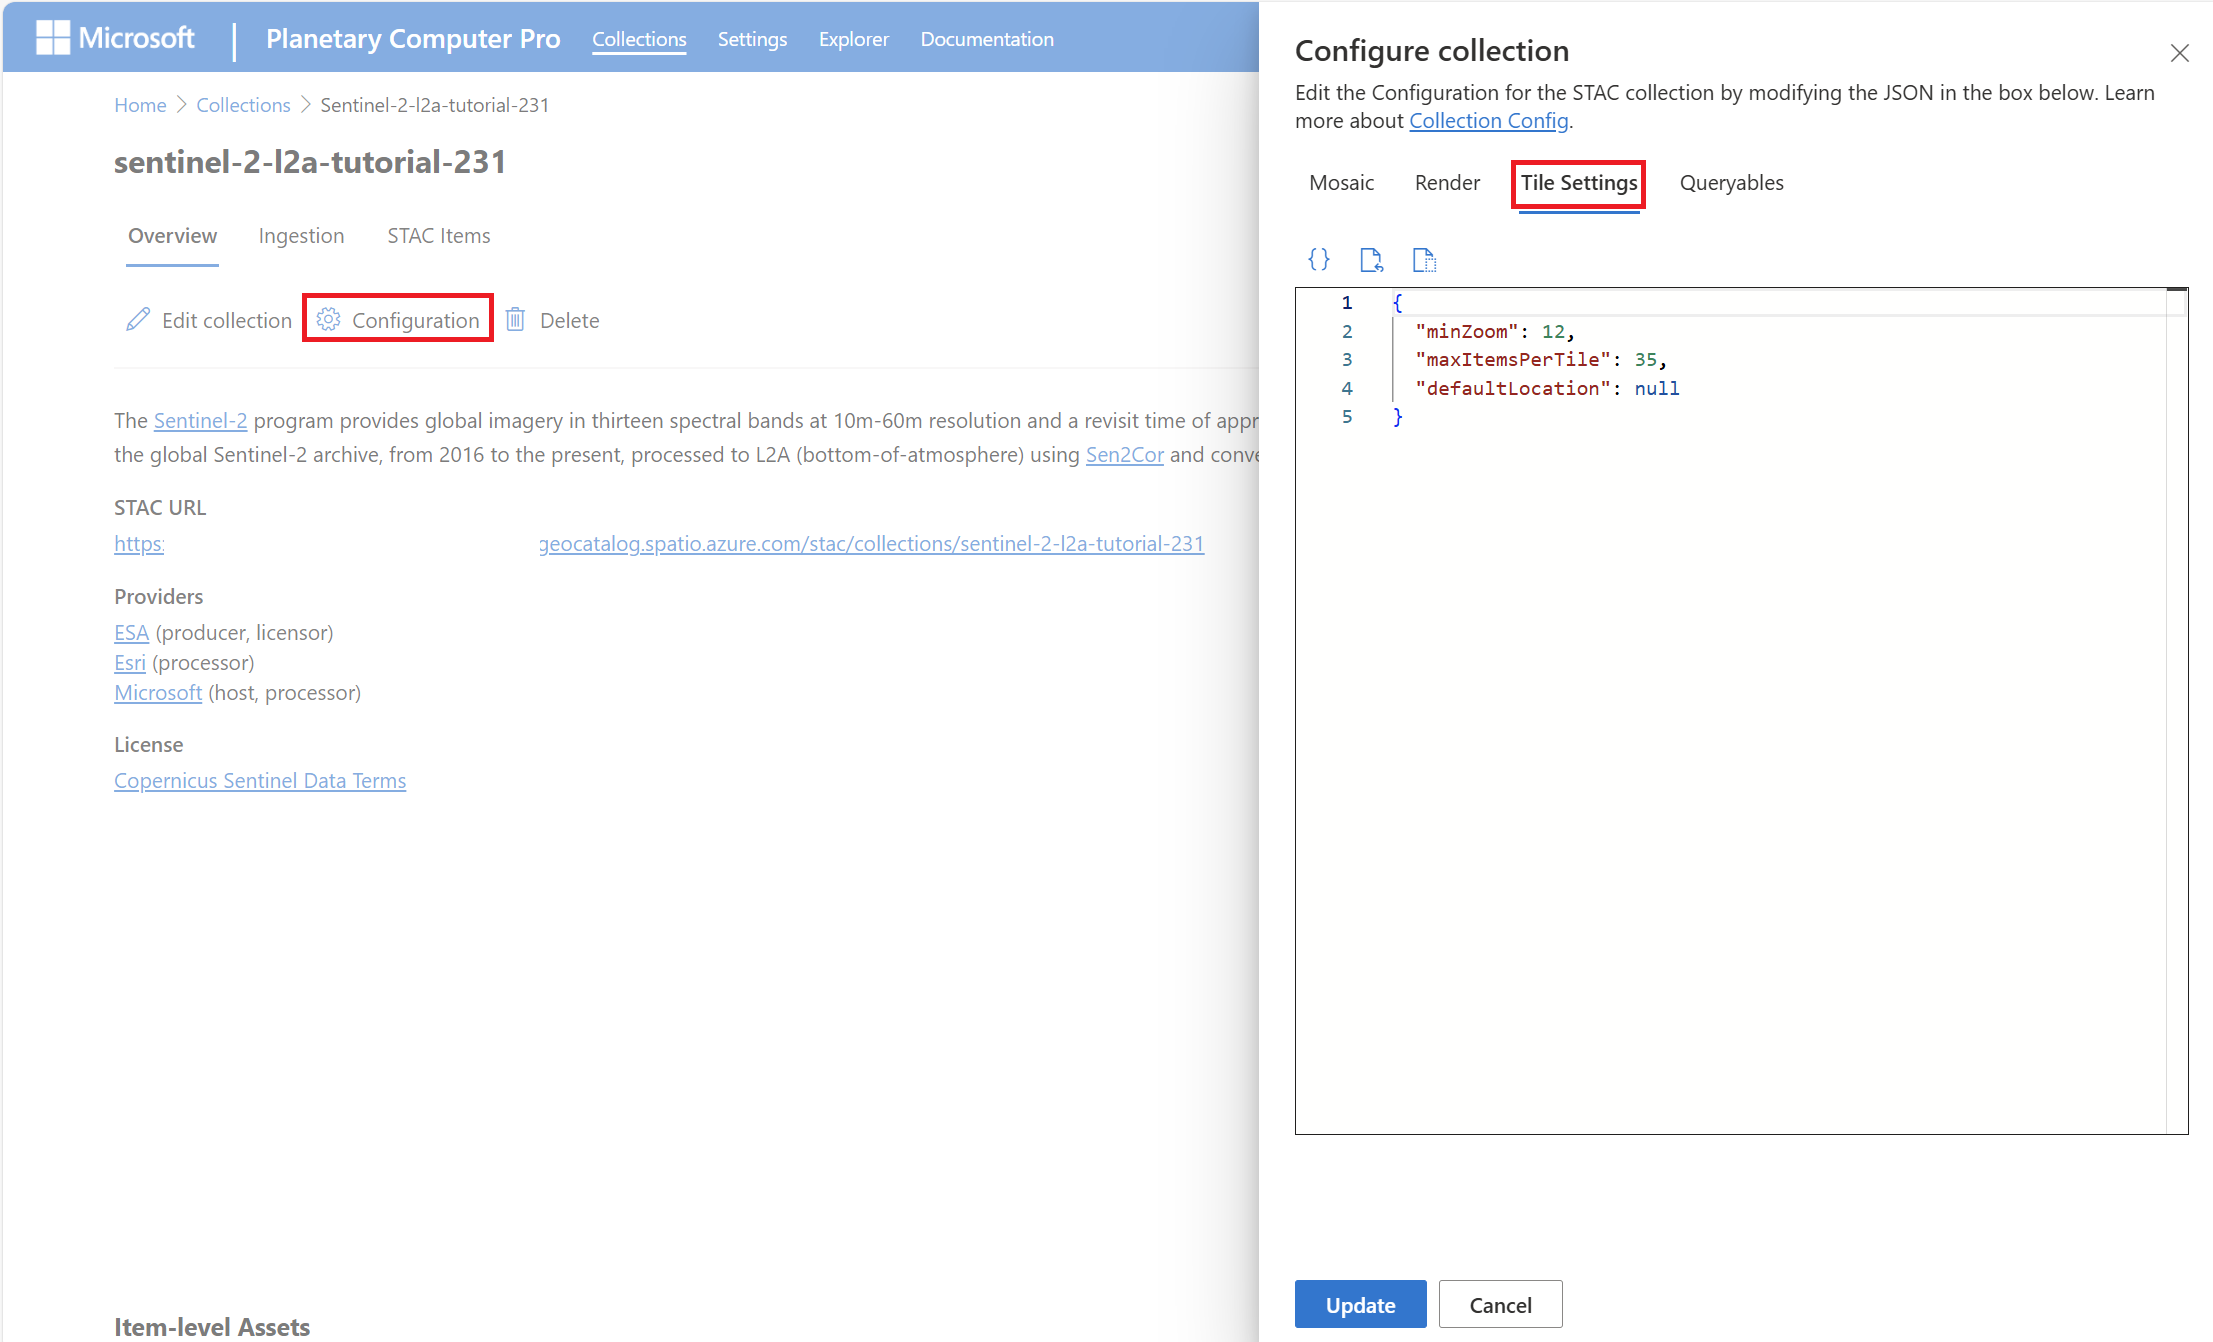 Microsoft
Planetary Computer Pro
Collections
Settings
Explorer
Documentation
Home > Collections > Sentinel-2-l2a-tutorial-231
sentinel-2-l2a-tutorial-231
Overview
Ingestion
STAC Items
Edit collection
Configuration
Delete
The Sentinel-2 program provides global imagery in thirteen spectral bands at 10m-60m resolution and a revisit time of appr
the global Sentinel-2 archive, from 2016 to the present, processed to L2A (bottom-of-atmosphere) using Sen2Cor and conve
STAC URL
https: geocatalog.spatio.azure.com/stac/collections/sentinel-2-l2a-tutorial-231
Providers
ESA (producer, licensor)
Esri (processor)
Microsoft (host, processor)
License
Copernicus Sentinel Data Terms
Item-level Assets
Configure collection
Edit the Configuration for the STAC collection by modifying the JSON in the box below. Learn
more about Collection Config.
Mosaic
Render
Tile Settings
Queryables
{}
1 {
2 "minZoom": 12,
3 "maxItemsPerTile": 35,
4 "defaultLocation": null
5 }
Update
Cancel